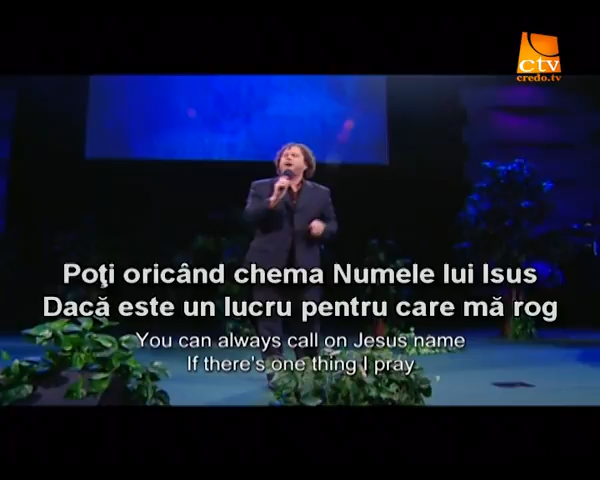 ctv
credo.tv
Poţi oricând chema Numele lui Isus
Dacă este un lucru pentru care mă rog
You can always call on Jesus name
If there's one thing I pray